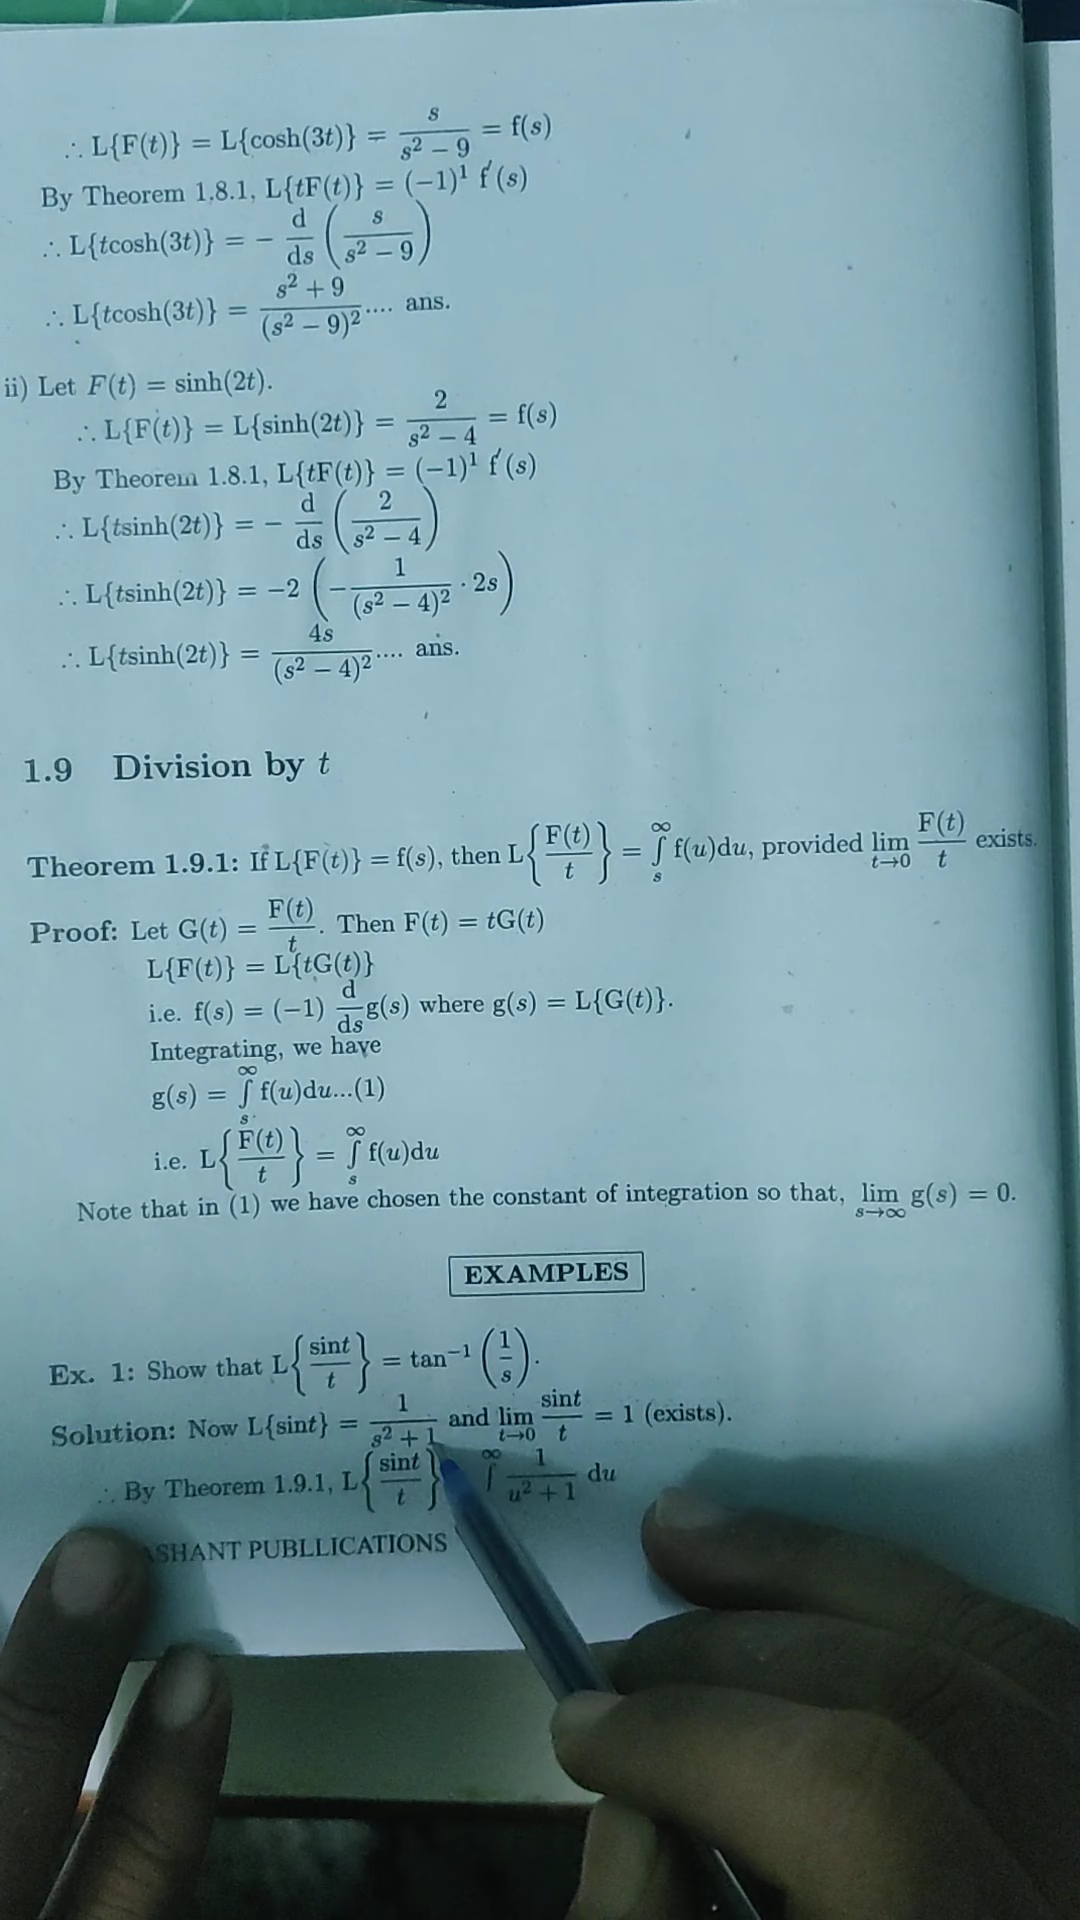 ∴ L{F(t)} = L{cosh(3t)} = s/(s² − 9) = f(s)
By Theorem 1.8.1, L{tF(t)} = (−1)¹ f′(s)
∴ L{tcosh(3t)} = − d/ds (s/(s² − 9))
∴ L{tcosh(3t)} = (s² + 9)/(s² − 9)² .... ans.
ii) Let F(t) = sinh(2t).
∴ L{F(t)} = L{sinh(2t)} = 2/(s² − 4) = f(s)
By Theorem 1.8.1, L{tF(t)} = (−1)¹ f′(s)
∴ L{tsinh(2t)} = − d/ds (2/(s² − 4))
∴ L{tsinh(2t)} = −2 (−1/(s² − 4)² · 2s)
∴ L{tsinh(2t)} = 4s/(s² − 4)² .... ans.
1.9 Division by t
Theorem 1.9.1: If L{F(t)} = f(s), then L{F(t)/t} = ∫ₛ^∞ f(u)du, provided lim t→0 F(t)/t exists.
Proof: Let G(t) = F(t)/t. Then F(t) = tG(t)
L{F(t)} = L{tG(t)}
i.e. f(s) = (−1) d/ds g(s) where g(s) = L{G(t)}.
Integrating, we have
g(s) = ∫ₛ^∞ f(u)du...(1)
i.e. L{F(t)/t} = ∫ₛ^∞ f(u)du
Note that in (1) we have chosen the constant of integration so that, lim s→∞ g(s) = 0.
EXAMPLES
Ex. 1: Show that L{sint/t} = tan⁻¹ (1/s).
Solution: Now L{sint} = 1/(s² + 1) and lim t→0 sint/t = 1 (exists).
∴ By Theorem 1.9.1, L{sint/t} ∫^∞ 1/(u² + 1) du
PUBLLICATIONS